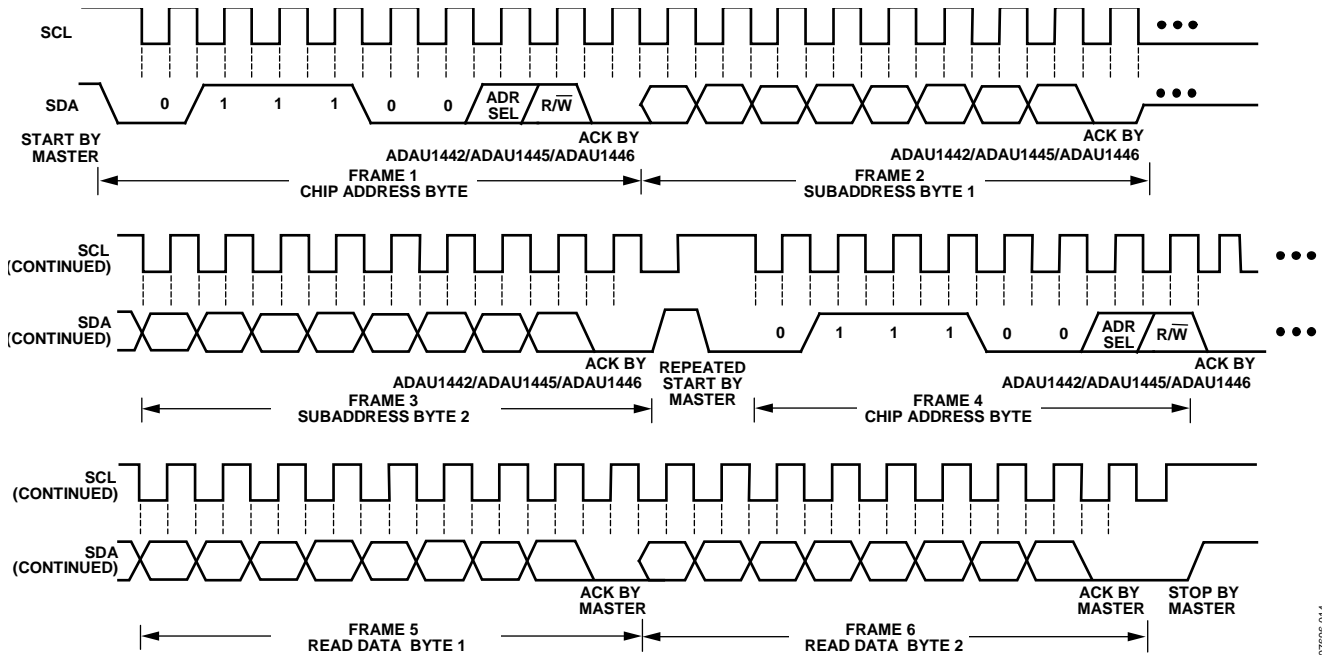 SCL
SDA
0 1 1 1 0 0 ADR SEL R/W
START BY MASTER
ACK BY ADAU1442/ADAU1445/ADAU1446
ACK BY ADAU1442/ADAU1445/ADAU1446
FRAME 1
CHIP ADDRESS BYTE
FRAME 2
SUBADDRESS BYTE 1
SCL
(CONTINUED)
SDA
(CONTINUED)
0 1 1 1 0 0 ADR SEL R/W
ACK BY ADAU1442/ADAU1445/ADAU1446
REPEATED
START BY
MASTER
ACK BY ADAU1442/ADAU1445/ADAU1446
FRAME 3
SUBADDRESS BYTE 2
FRAME 4
CHIP ADDRESS BYTE
SCL
(CONTINUED)
SDA
(CONTINUED)
ACK BY
MASTER
ACK BY
MASTER
STOP BY
MASTER
FRAME 5
READ DATA BYTE 1
FRAME 6
READ DATA BYTE 2